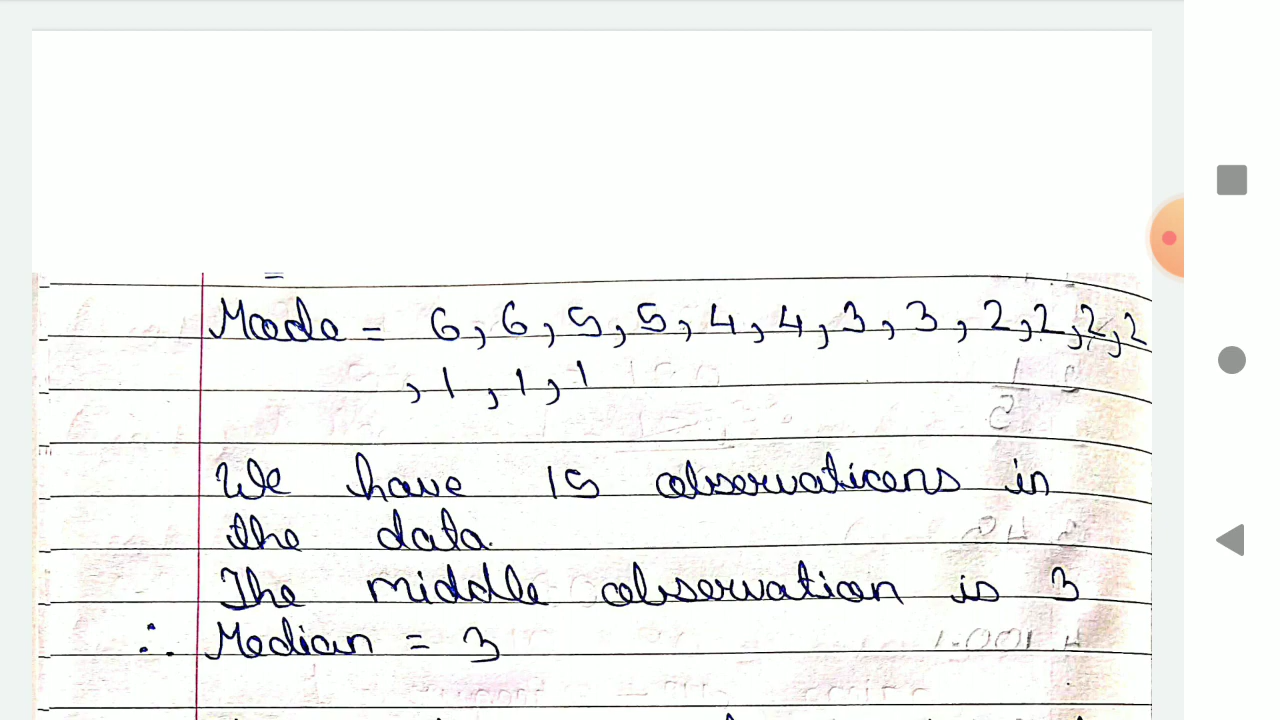 Mode = 6, 6, 5, 5, 4, 4, 3, 3, 2, 2, 2, 2
, 1, 1, 1
We have 15 observations in
the data.
The middle observation is 3
∴ Median = 3